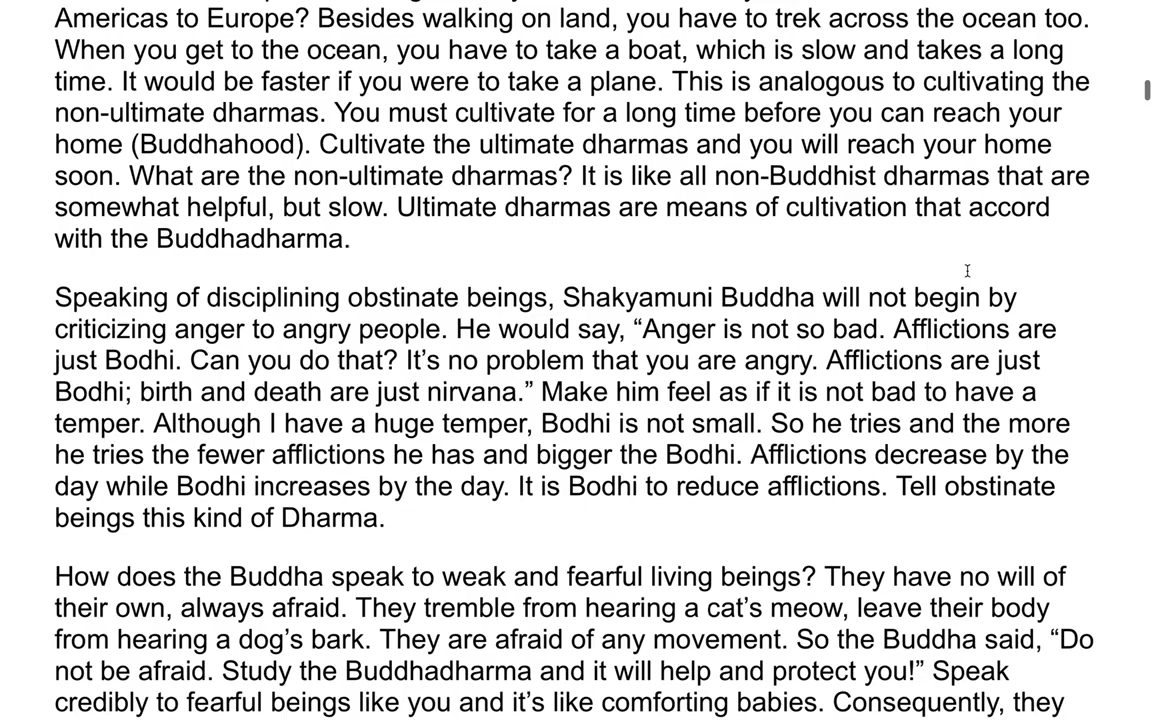 Americas to Europe? Besides walking on land, you have to trek across the ocean too.
When you get to the ocean, you have to take a boat, which is slow and takes a long
time. It would be faster if you were to take a plane. This is analogous to cultivating the
non-ultimate dharmas. You must cultivate for a long time before you can reach your
home (Buddhahood). Cultivate the ultimate dharmas and you will reach your home
soon. What are the non-ultimate dharmas? It is like all non-Buddhist dharmas that are
somewhat helpful, but slow. Ultimate dharmas are means of cultivation that accord
with the Buddhadharma.
Speaking of disciplining obstinate beings, Shakyamuni Buddha will not begin by
criticizing anger to angry people. He would say, “Anger is not so bad. Afflictions are
just Bodhi. Can you do that? It’s no problem that you are angry. Afflictions are just
Bodhi; birth and death are just nirvana.” Make him feel as if it is not bad to have a
temper. Although I have a huge temper, Bodhi is not small. So he tries and the more
he tries the fewer afflictions he has and bigger the Bodhi. Afflictions decrease by the
day while Bodhi increases by the day. It is Bodhi to reduce afflictions. Tell obstinate
beings this kind of Dharma.
How does the Buddha speak to weak and fearful living beings? They have no will of
their own, always afraid. They tremble from hearing a cat’s meow, leave their body
from hearing a dog’s bark. They are afraid of any movement. So the Buddha said, “Do
not be afraid. Study the Buddhadharma and it will help and protect you!” Speak
credibly to fearful beings like you and it’s like comforting babies. Consequently, they